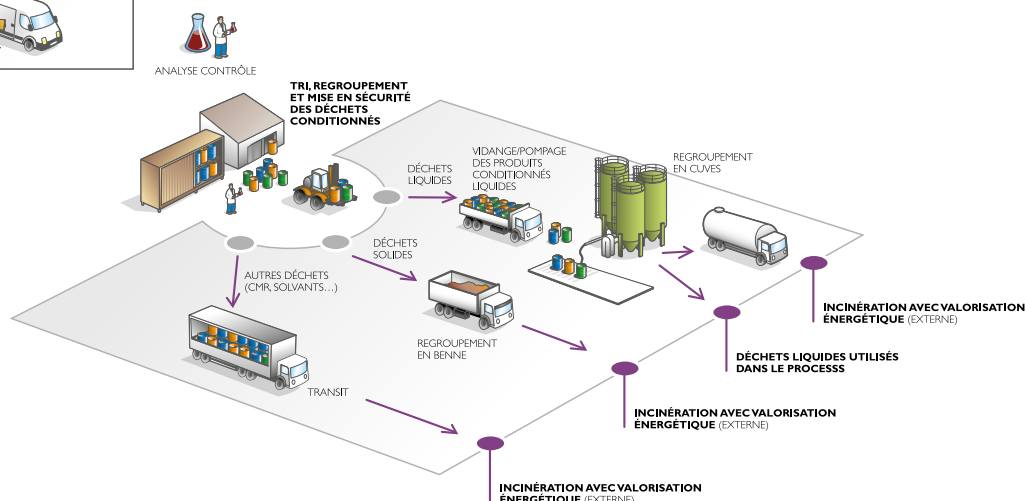 ANALYSE CONTRÔLE
TRI, REGROUPEMENT
ET MISE EN SÉCURITÉ
DES DÉCHETS
CONDITIONNÉS
DÉCHETS
LIQUIDES
VIDANGE/POMPAGE
DES PRODUITS
CONDITIONNÉS
LIQUIDES
REGROUPEMENT
EN CUVES
DÉCHETS
SOLIDES
AUTRES DÉCHETS
(CMR, SOLVANTS...)
REGROUPEMENT
EN BENNE
TRANSIT
INCINÉRATION AVEC VALORISATION
ÉNERGÉTIQUE (EXTERNE)
DÉCHETS LIQUIDES UTILISÉS
DANS LE PROCESSS
INCINÉRATION AVEC VALORISATION
ÉNERGÉTIQUE (EXTERNE)
INCINÉRATION AVEC VALORISATION
ÉNERGÉTIQUE (EXTERNE)